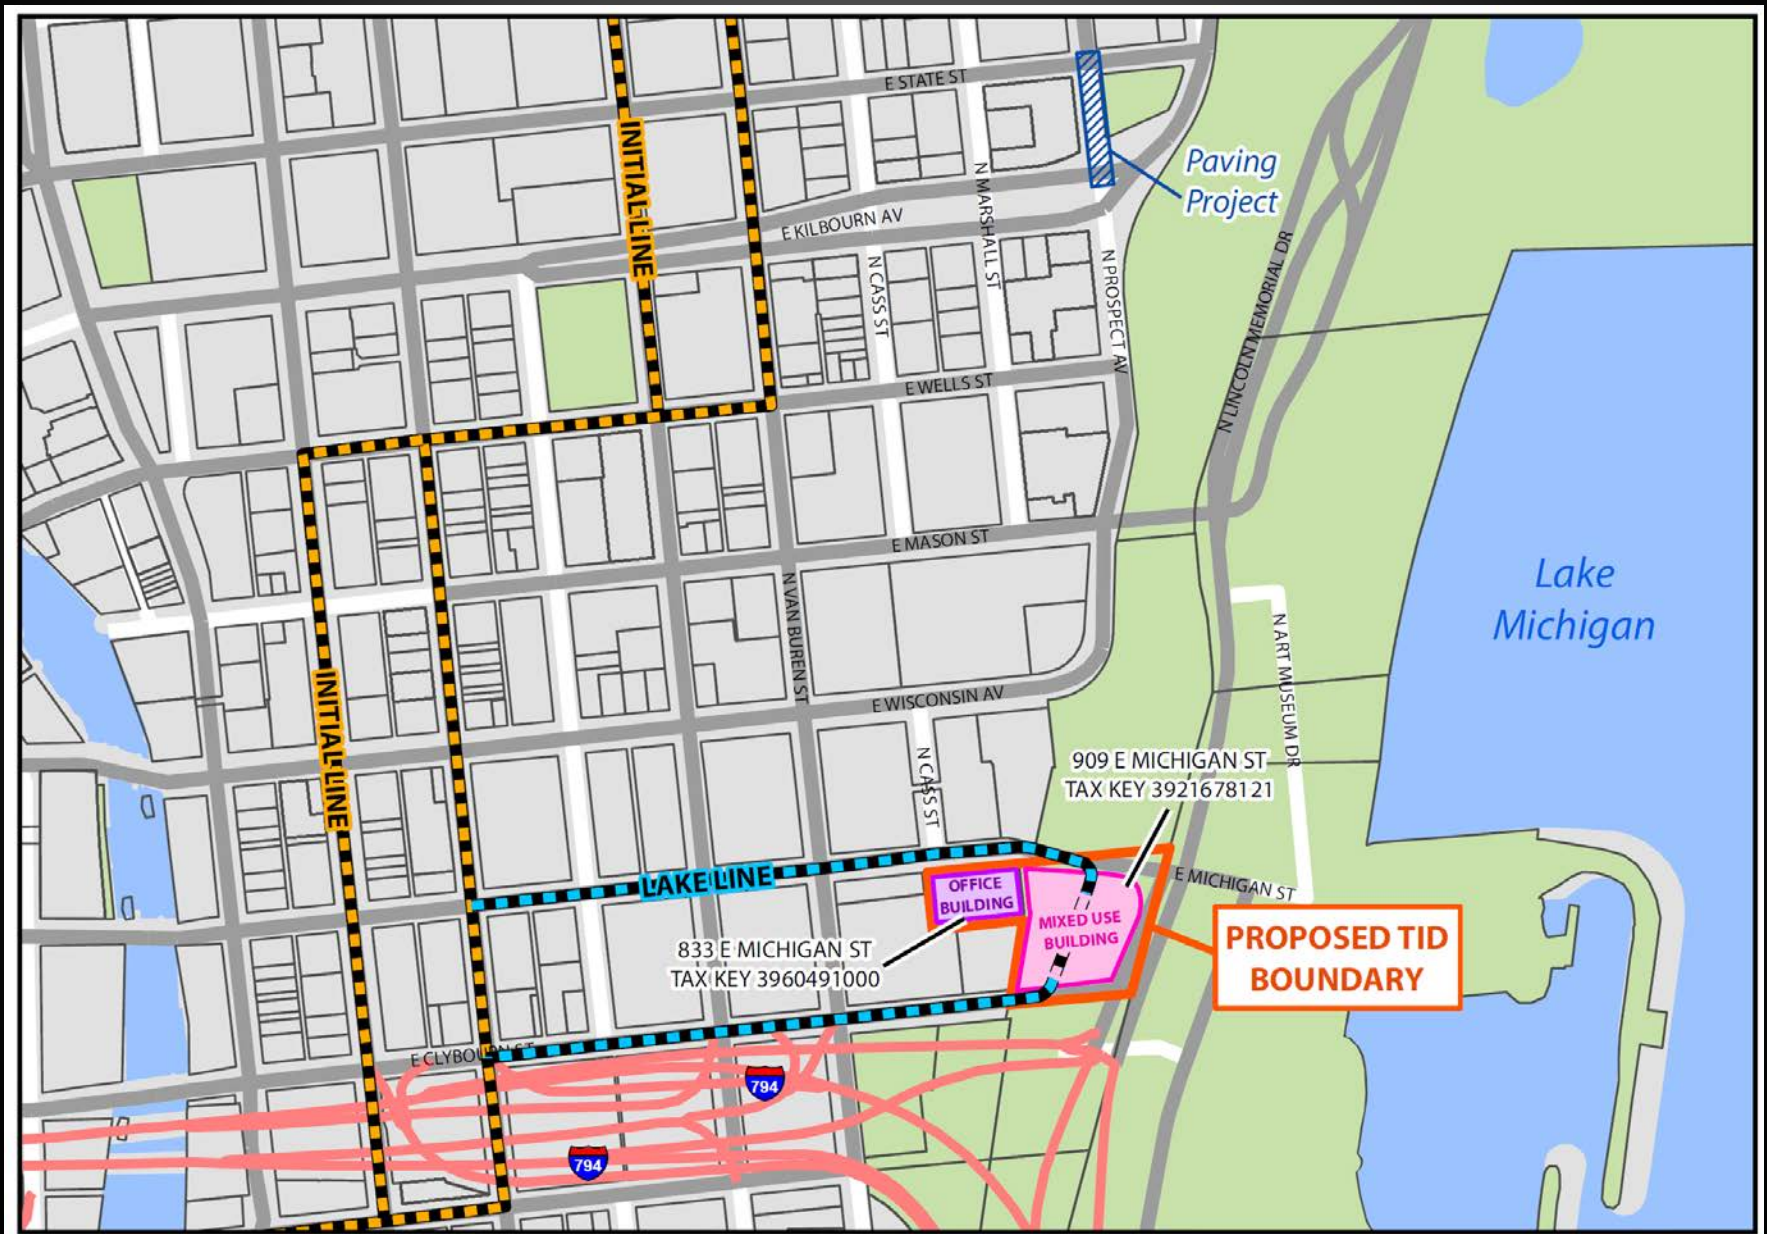 E STATE ST
INITIAL LINE
Paving
Project
N MARSHALL ST
E KILBOURN AV
N CASS ST
N PROSPECT AV
N LINCOLN MEMORIAL DR
E WELLS ST
E MASON ST
Lake
Michigan
N VAN BUREN ST
N ART MUSEUM DR
E WISCONSIN AV
INITIAL LINE
N CASS ST
909 E MICHIGAN ST
TAX KEY 3921678121
LAKE LINE
E MICHIGAN ST
OFFICE
BUILDING
MIXED USE
BUILDING
PROPOSED TID
BOUNDARY
833 E MICHIGAN ST
TAX KEY 3960491000
E CLYBOURN ST
794
794